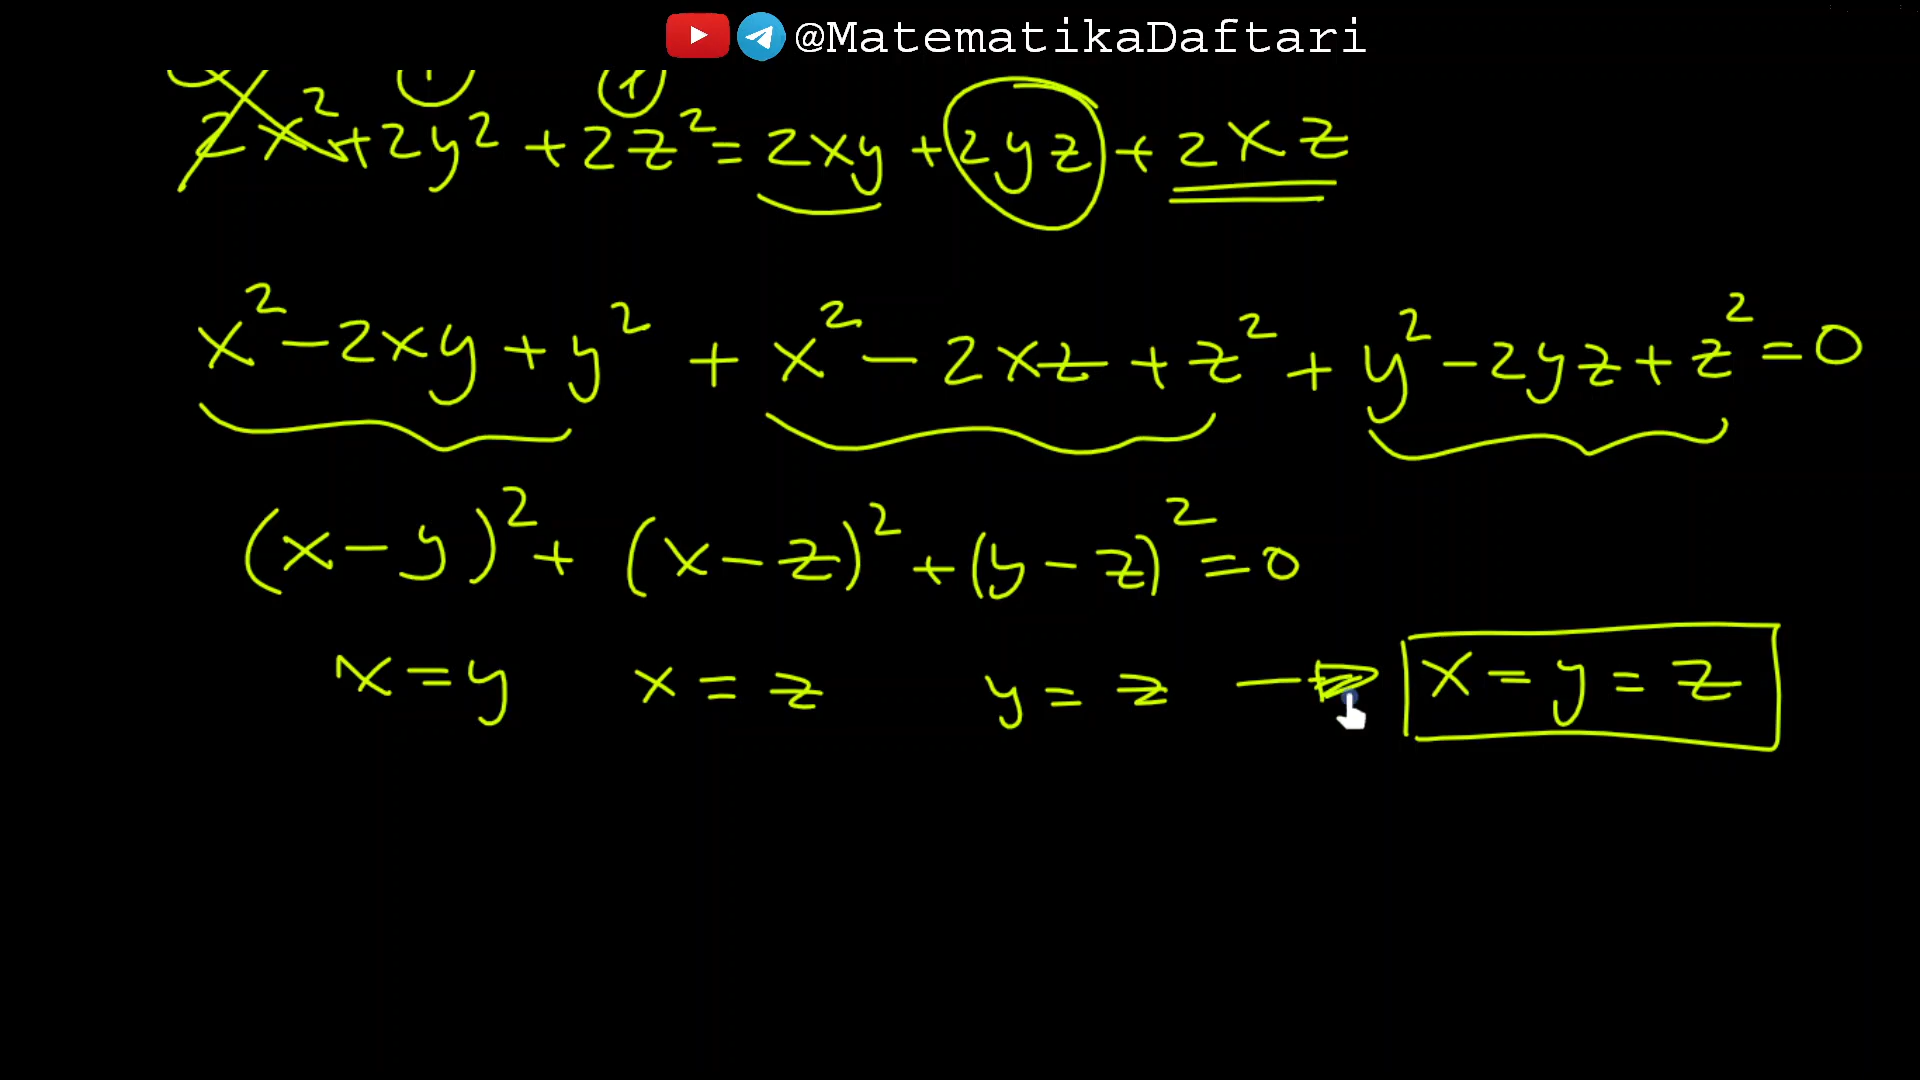 @MatematikaDaftari
2x²+2y²+2z²=2xy+2yz+2xz
x²-2xy+y²+x²-2xz+z²+y²-2yz+z²=0
(x-y)²+(x-z)²+(y-z)²=0
x=y x=z y=z → x=y=z